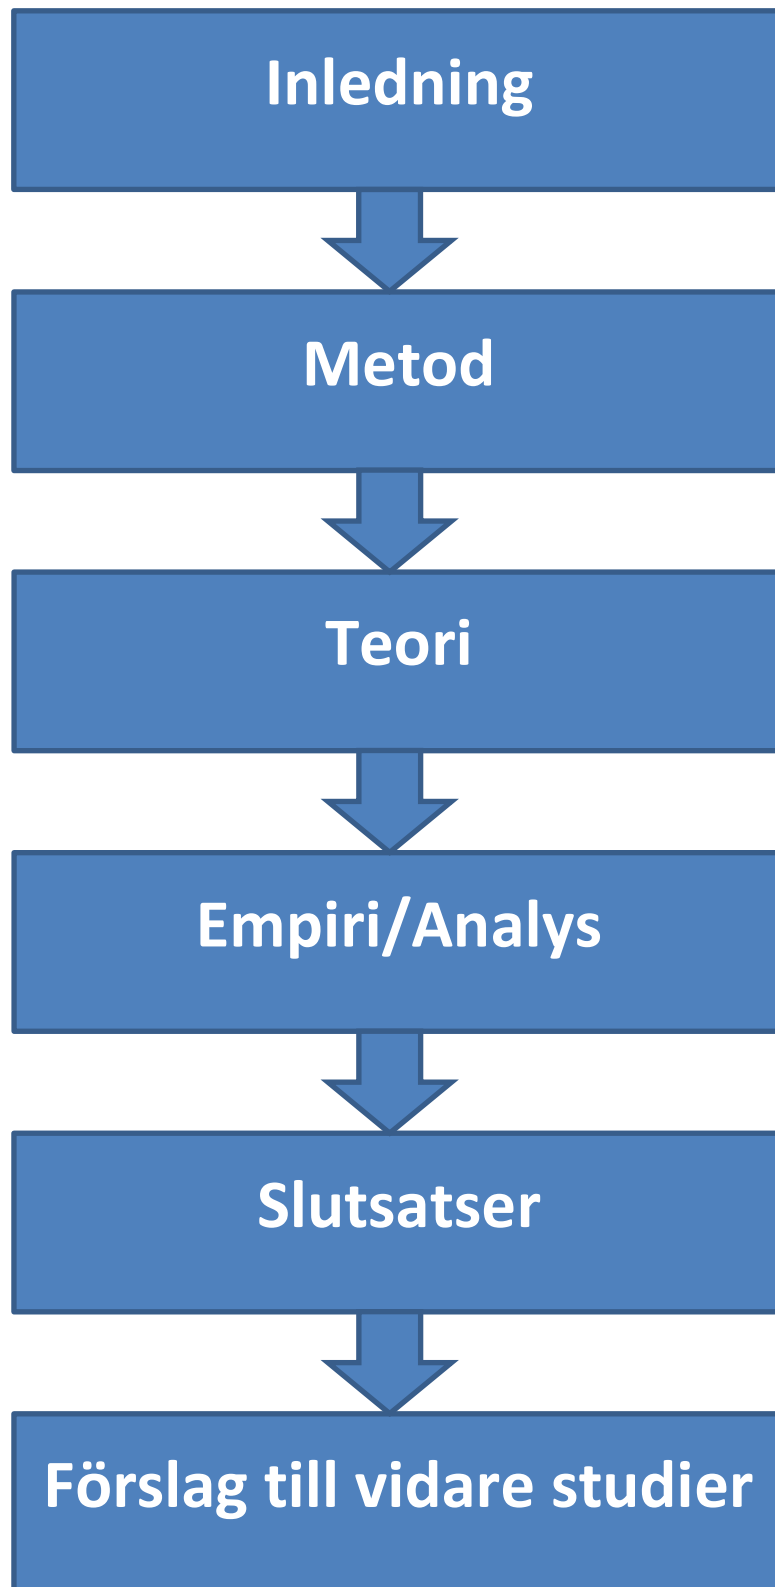 Inledning
Metod
Teori
Empiri/Analys
Slutsatser
Förslag till vidare studier